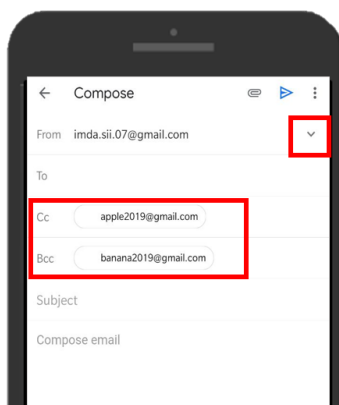 Compose
From imda.sii.07@gmail.com
To
Cc apple2019@gmail.com
Bcc banana2019@gmail.com
Subject
Compose email